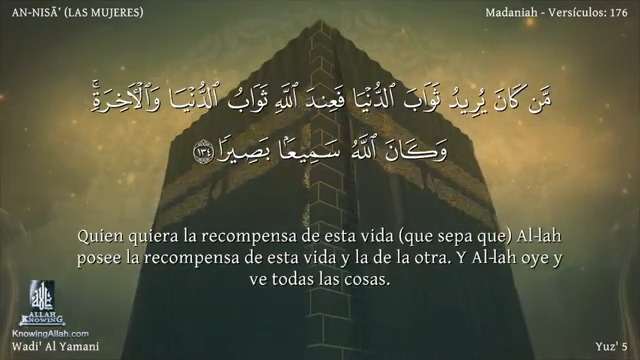 AN-NISĀ’ (LAS MUJERES)
Madaniah - Versículos: 176
مَّن كَانَ يُرِيدُ ثَوَابَ ٱلدُّنْيَا فَعِندَ ٱللَّهِ ثَوَابُ ٱلدُّنْيَا وَٱلْـَٔاخِرَةِۚ
وَكَانَ ٱللَّهُ سَمِيعًۢا بَصِيرًا ١٣٤
Quien quiera la recompensa de esta vida (que sepa que) Al-lah
posee la recompensa de esta vida y la de la otra. Y Al-lah oye y
ve todas las cosas.
ALLAH
KNOWING
KnowingAllah.com
Wadi' Al Yamani
Yuz' 5